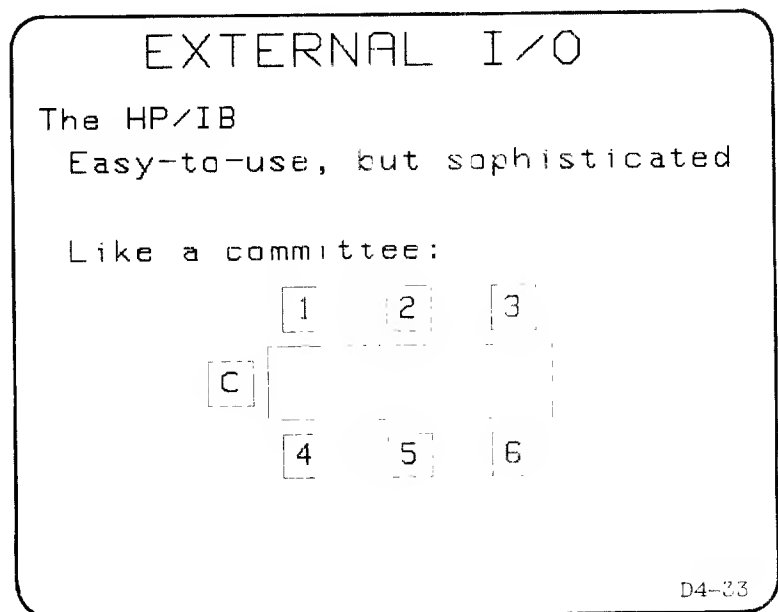 EXTERNAL I/O
The HP/IB
Easy-to-use, but sophisticated
Like a committee:
1 2 3
C
4 5 6
D4-33